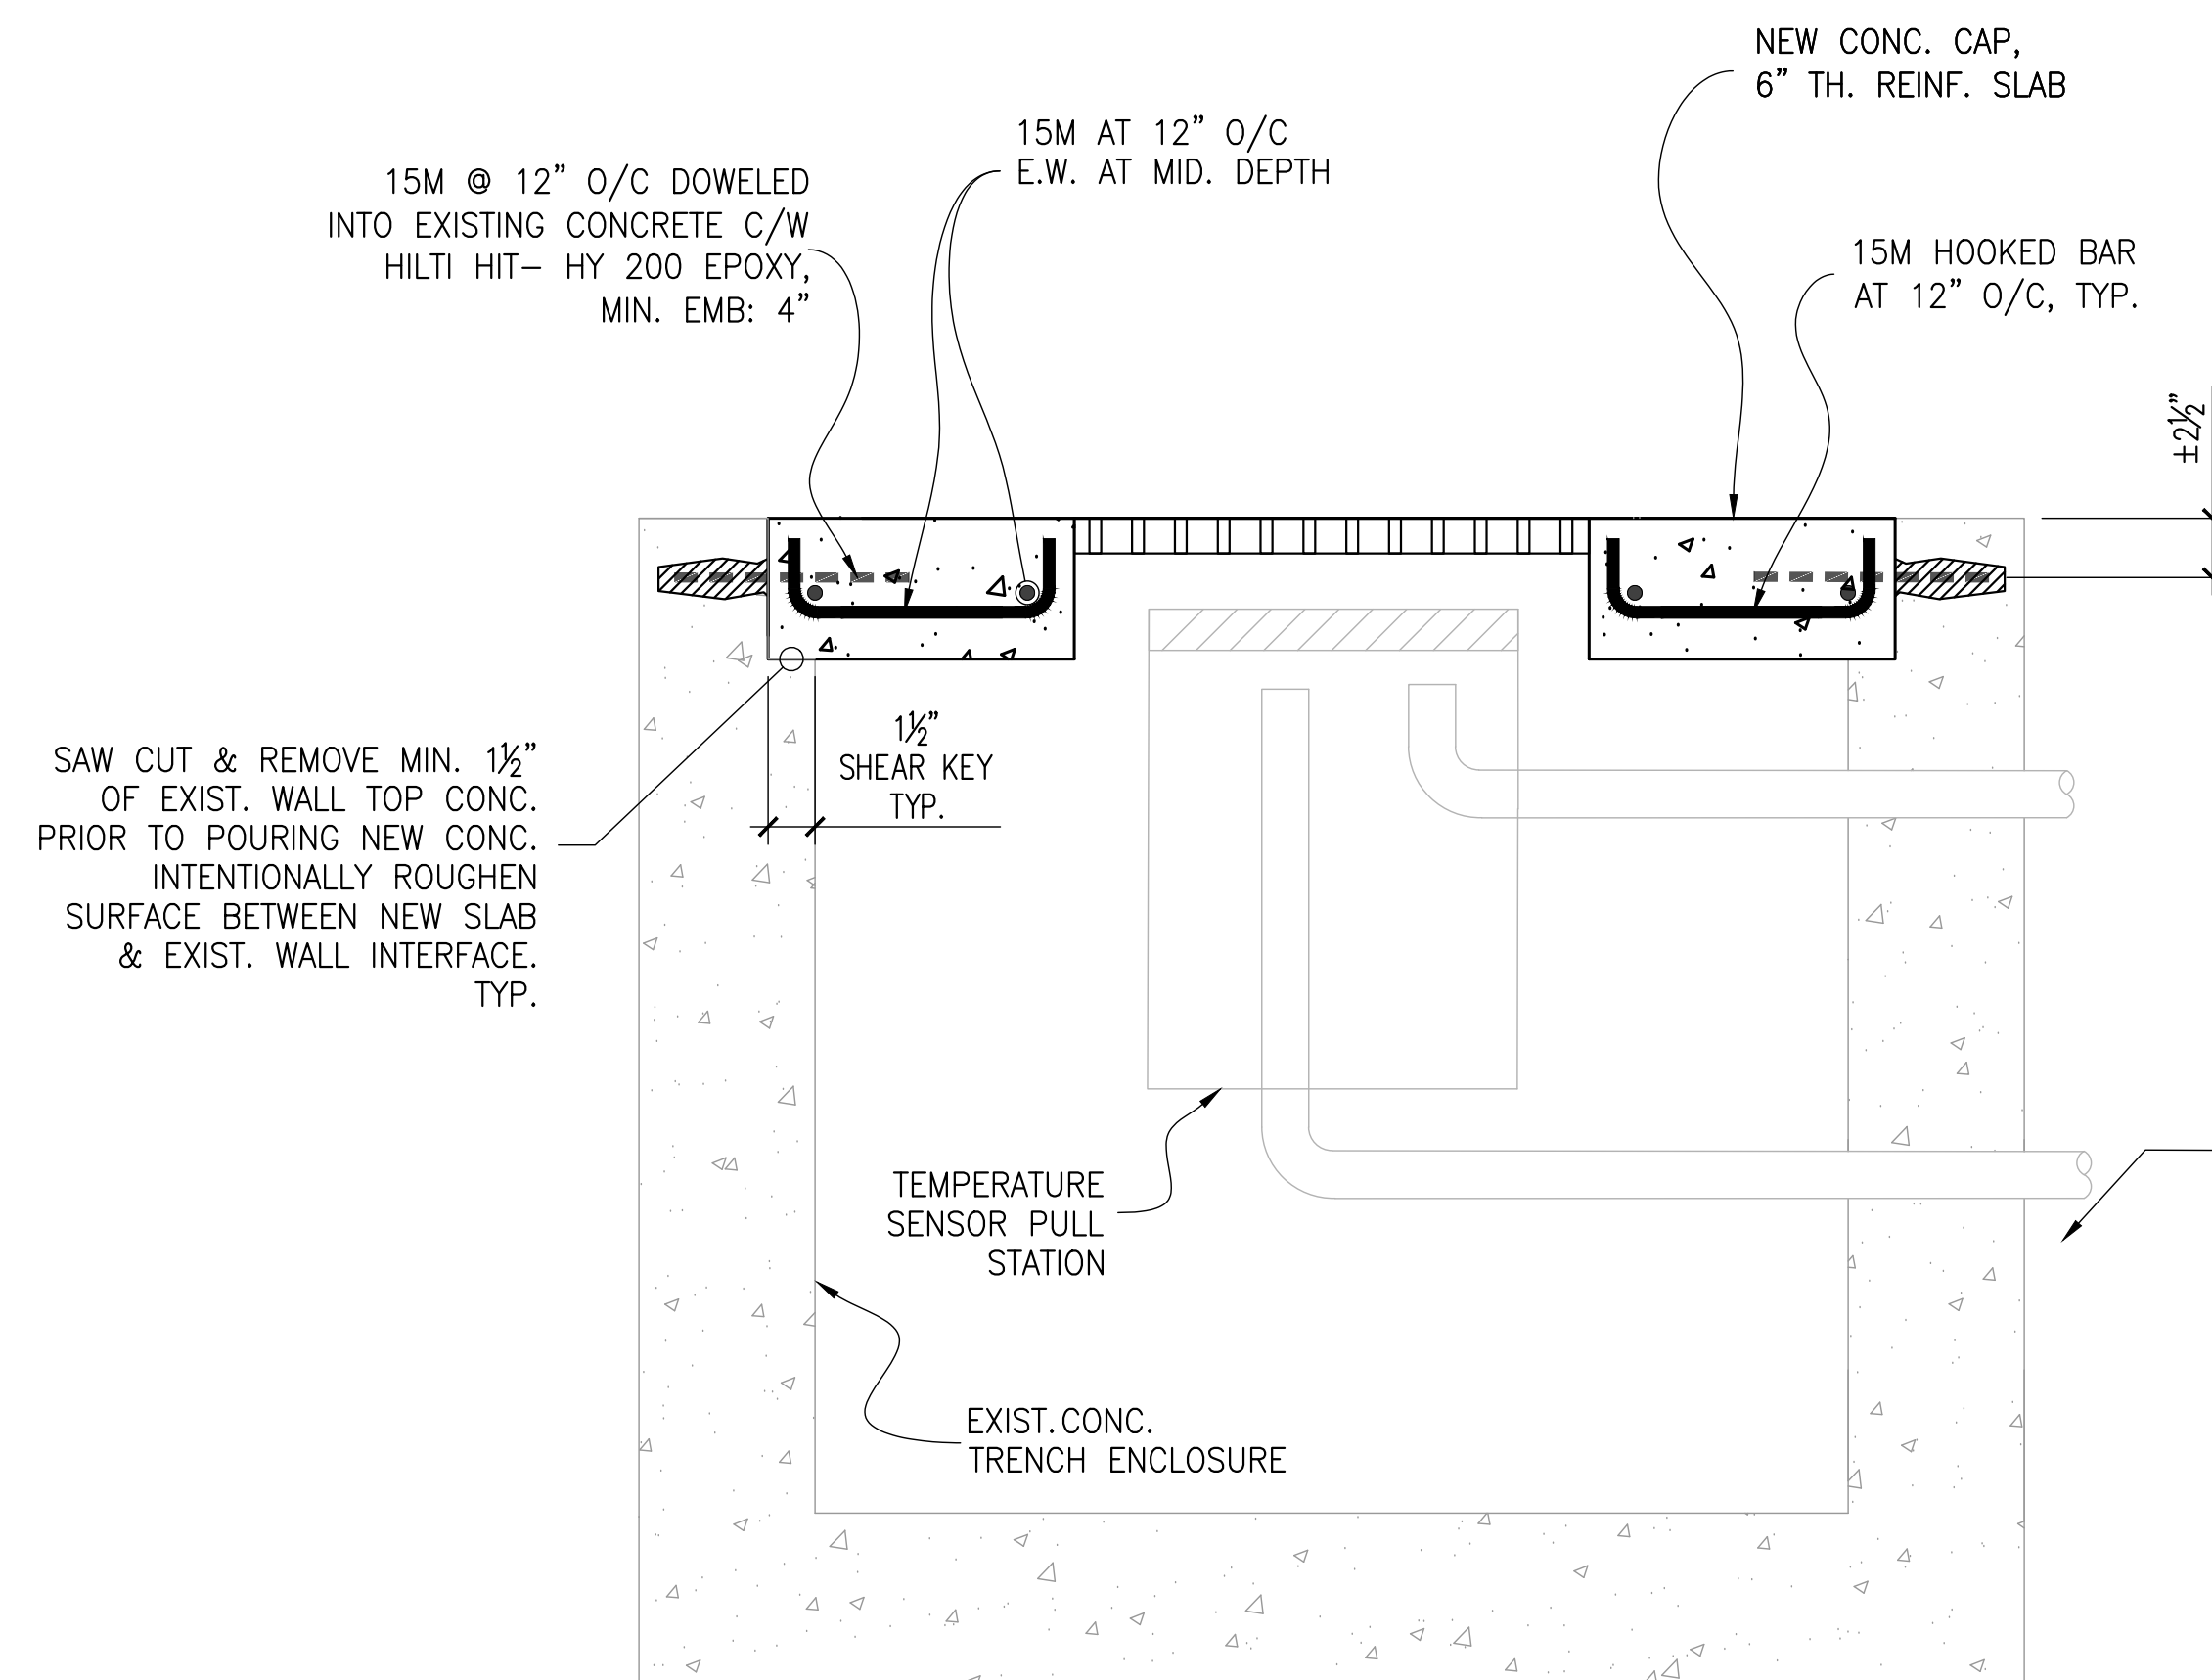 NEW CONC. CAP,
6" TH. REINF. SLAB
15M AT 12" O/C
E.W. AT MID. DEPTH
15M @ 12" O/C DOWELED
INTO EXISTING CONCRETE C/W
HILTI HIT- HY 200 EPOXY,
MIN. EMB: 4"
15M HOOKED BAR
AT 12" O/C, TYP.
±2½"
1½"
SHEAR KEY
TYP.
SAW CUT & REMOVE MIN. 1½"
OF EXIST. WALL TOP CONC.
PRIOR TO POURING NEW CONC.
INTENTIONALLY ROUGHEN
SURFACE BETWEEN NEW SLAB
& EXIST. WALL INTERFACE.
TYP.
TEMPERATURE
SENSOR PULL
STATION
EXIST.CONC.
TRENCH ENCLOSURE